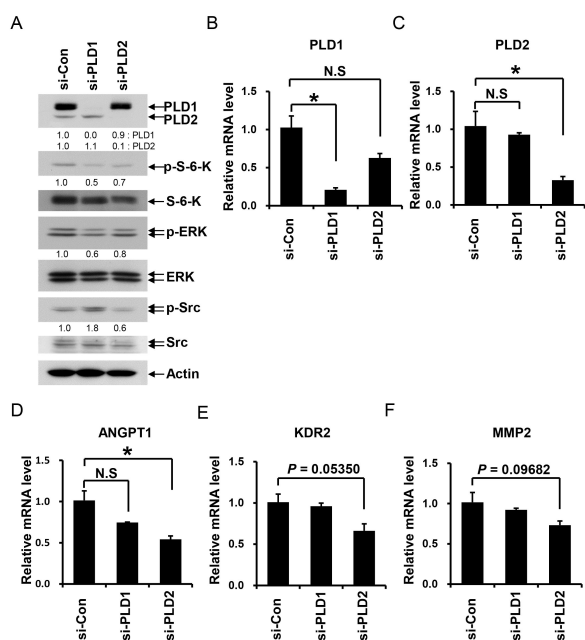 A
si-Con
si-PLD1
si-PLD2
PLD1
PLD2
1.0 0.0 0.9 : PLD1
1.0 1.1 0.1 : PLD2
p-S-6-K
1.0 0.5 0.7
S-6-K
p-ERK
1.0 0.6 0.8
ERK
p-Src
1.0 1.8 0.6
Src
Actin
B
PLD1
Relative mRNA level
1.5
1.0
0.5
0.0
N.S
*
si-Con
si-PLD1
si-PLD2
C
PLD2
Relative mRNA level
1.5
1.0
0.5
0.0
*
N.S
si-Con
si-PLD1
si-PLD2
D
ANGPT1
Relative mRNA level
1.5
1.0
0.5
0.0
*
N.S
si-Con
si-PLD1
si-PLD2
E
KDR2
Relative mRNA level
1.5
1.0
0.5
0.0
P = 0.05350
si-Con
si-PLD1
si-PLD2
F
MMP2
Relative mRNA level
1.5
1.0
0.5
0.0
P = 0.09682
si-Con
si-PLD1
si-PLD2